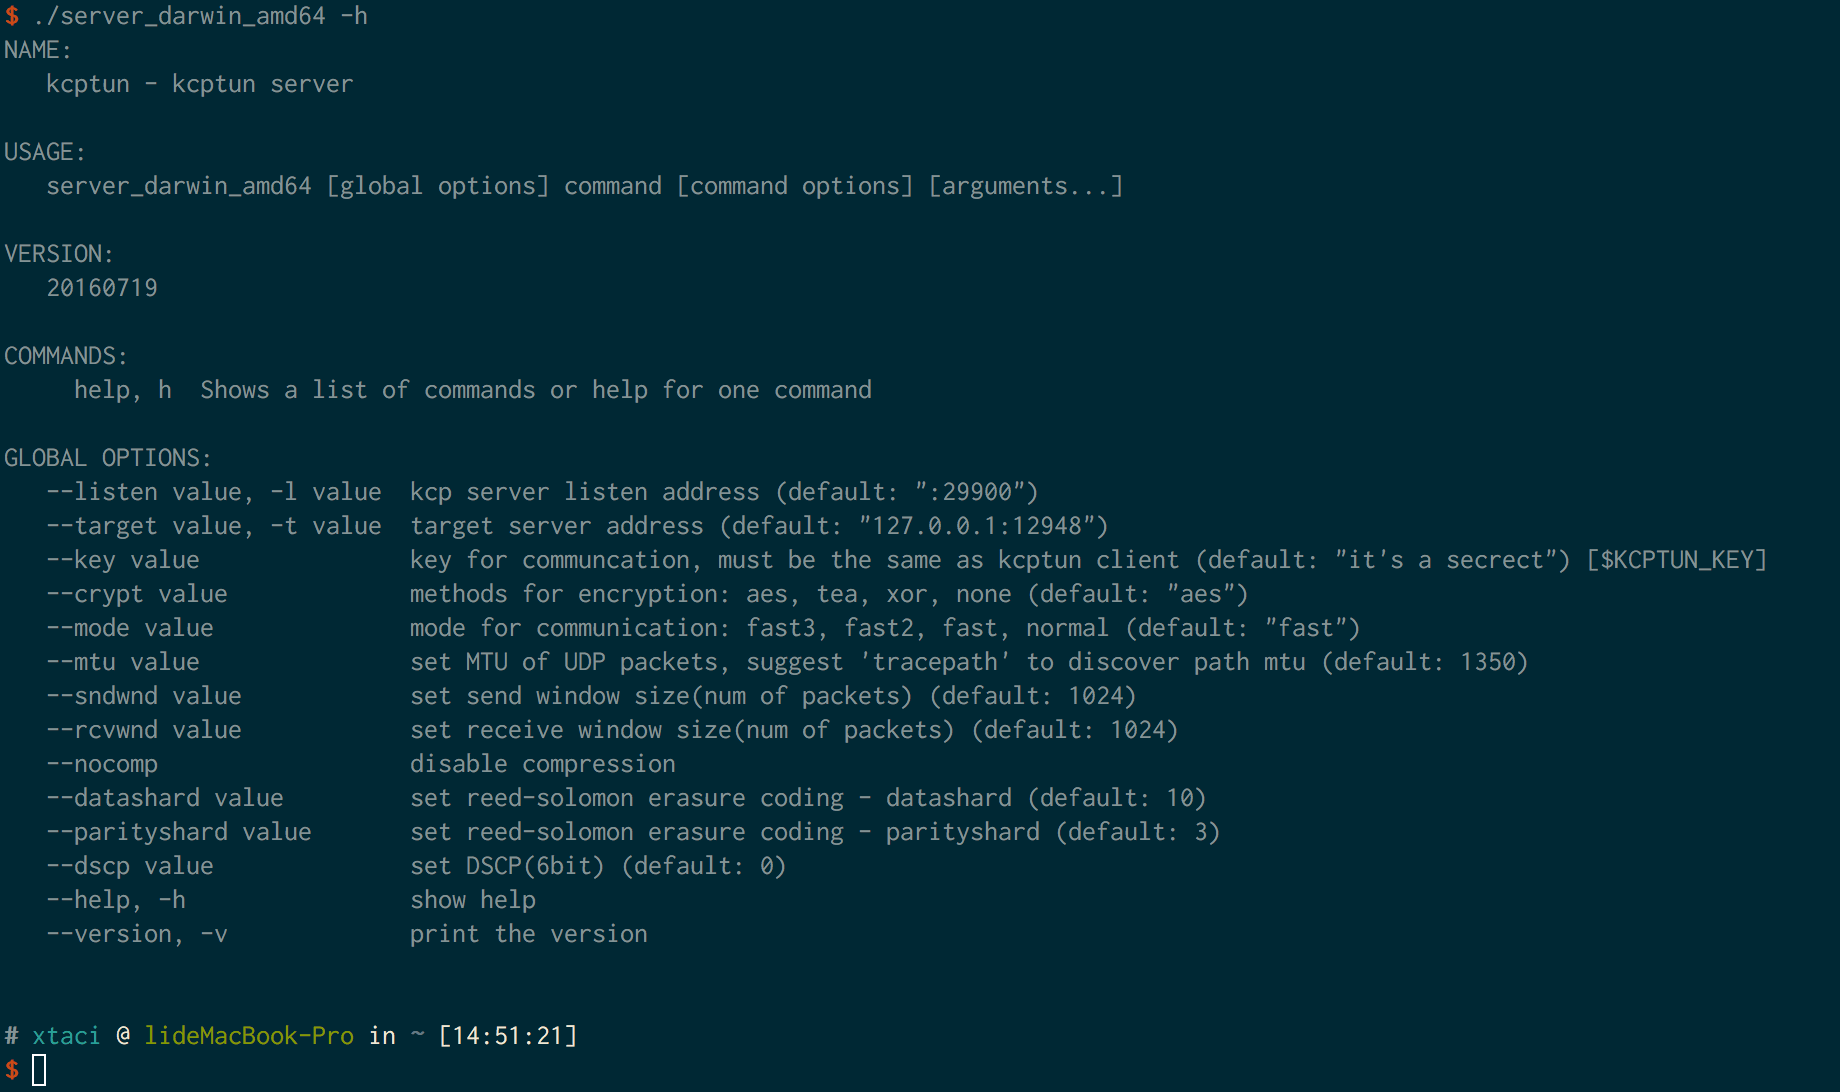 $ ./server_darwin_amd64 -h
NAME:
kcptun - kcptun server
USAGE:
server_darwin_amd64 [global options] command [command options] [arguments...]
VERSION:
20160719
COMMANDS:
help, h  Shows a list of commands or help for one command
GLOBAL OPTIONS:
--listen value, -l value  kcp server listen address (default: ":29900")
--target value, -t value  target server address (default: "127.0.0.1:12948")
--key value               key for communcation, must be the same as kcptun client (default: "it's a secrect") [$KCPTUN_KEY]
--crypt value             methods for encryption: aes, tea, xor, none (default: "aes")
--mode value              mode for communication: fast3, fast2, fast, normal (default: "fast")
--mtu value               set MTU of UDP packets, suggest 'tracepath' to discover path mtu (default: 1350)
--sndwnd value            set send window size(num of packets) (default: 1024)
--rcvwnd value            set receive window size(num of packets) (default: 1024)
--nocomp                  disable compression
--datashard value         set reed-solomon erasure coding - datashard (default: 10)
--parityshard value       set reed-solomon erasure coding - parityshard (default: 3)
--dscp value              set DSCP(6bit) (default: 0)
--help, -h                show help
--version, -v             print the version
# xtaci @ lideMacBook-Pro in ~ [14:51:21]
$